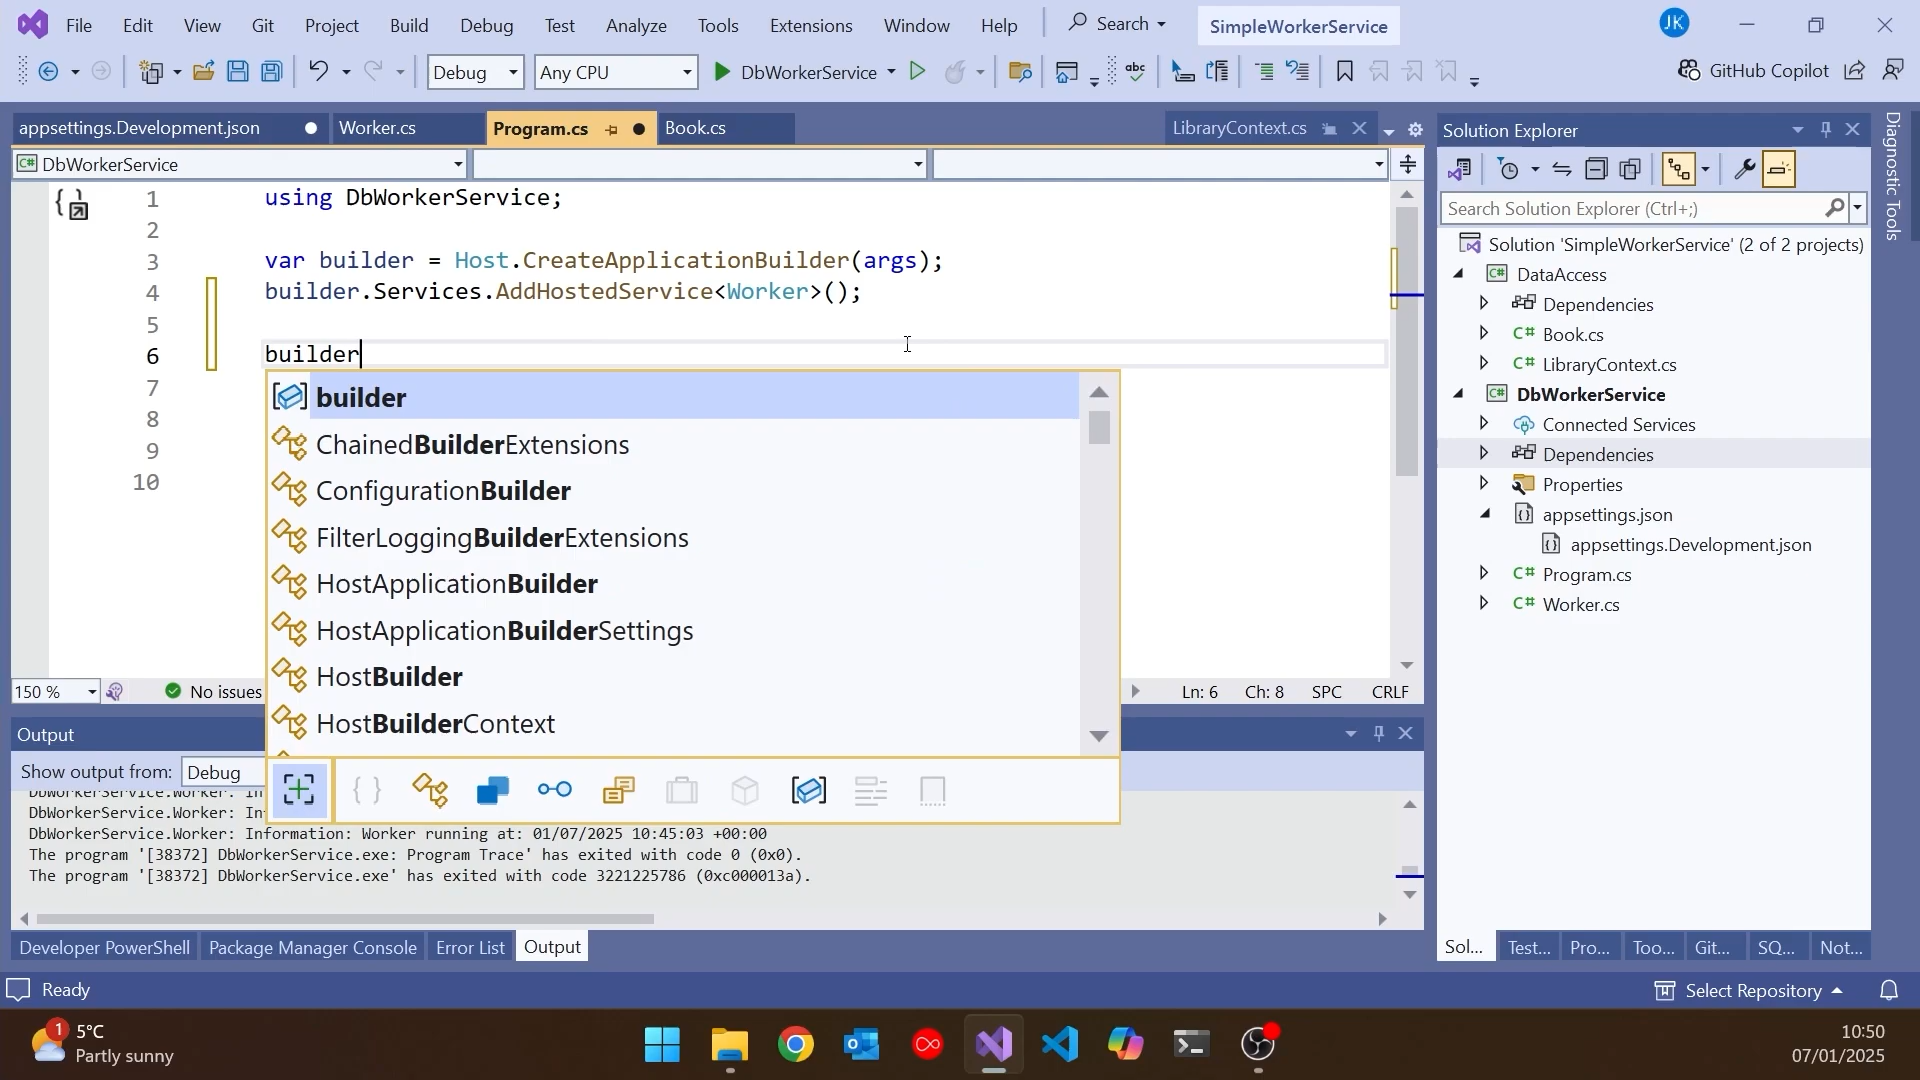 File Edit View Git Project Build Debug Test Analyze Tools Extensions Window Help Search SimpleWorkerService JK
Debug Any CPU DbWorkerService abc GitHub Copilot
appsettings.Development.json Worker.cs Program.cs Book.cs LibraryContext.cs
DbWorkerService
1 using DbWorkerService;
2
3 var builder = Host.CreateApplicationBuilder(args);
4 builder.Services.AddHostedService<Worker>();
5
6 builder
7
8
9
10
builder
ChainedBuilderExtensions
ConfigurationBuilder
FilterLoggingBuilderExtensions
HostApplicationBuilder
HostApplicationBuilderSettings
HostBuilder
HostBuilderContext
150 % No issues Ln: 6 Ch: 8 SPC CRLF
Output
Show output from: Debug
DbWorkerService.Worker: In
DbWorkerService.Worker: In
DbWorkerService.Worker: Information: Worker running at: 01/07/2025 10:45:03 +00:00
The program '[38372] DbWorkerService.exe: Program Trace' has exited with code 0 (0x0).
The program '[38372] DbWorkerService.exe' has exited with code 3221225786 (0xc000013a).
Developer PowerShell Package Manager Console Error List Output
Solution Explorer
Search Solution Explorer (Ctrl+;)
Solution 'SimpleWorkerService' (2 of 2 projects)
DataAccess
Dependencies
C# Book.cs
C# LibraryContext.cs
DbWorkerService
Connected Services
Dependencies
Properties
appsettings.json
appsettings.Development.json
C# Program.cs
C# Worker.cs
Sol... Test... Pro... Too... Git... SQ... Not...
Diagnostic Tools
Ready Select Repository
1 5°C
Partly sunny
10:50
07/01/2025